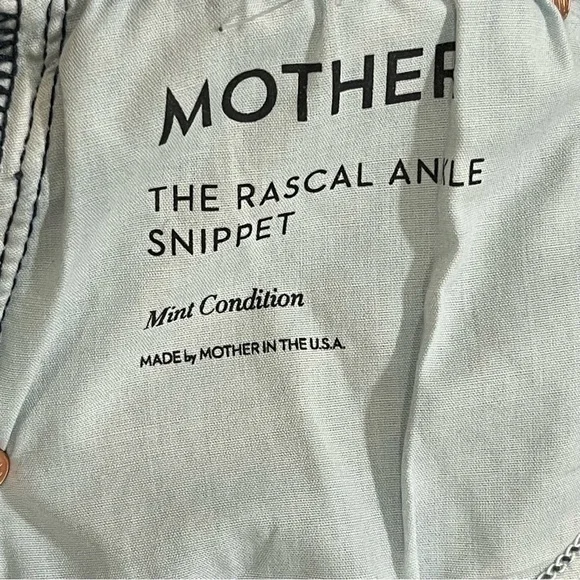 MOTHER
THE RASCAL ANKLE
SNIPPET
Mint Condition
MADE by MOTHER IN THE U.S.A.